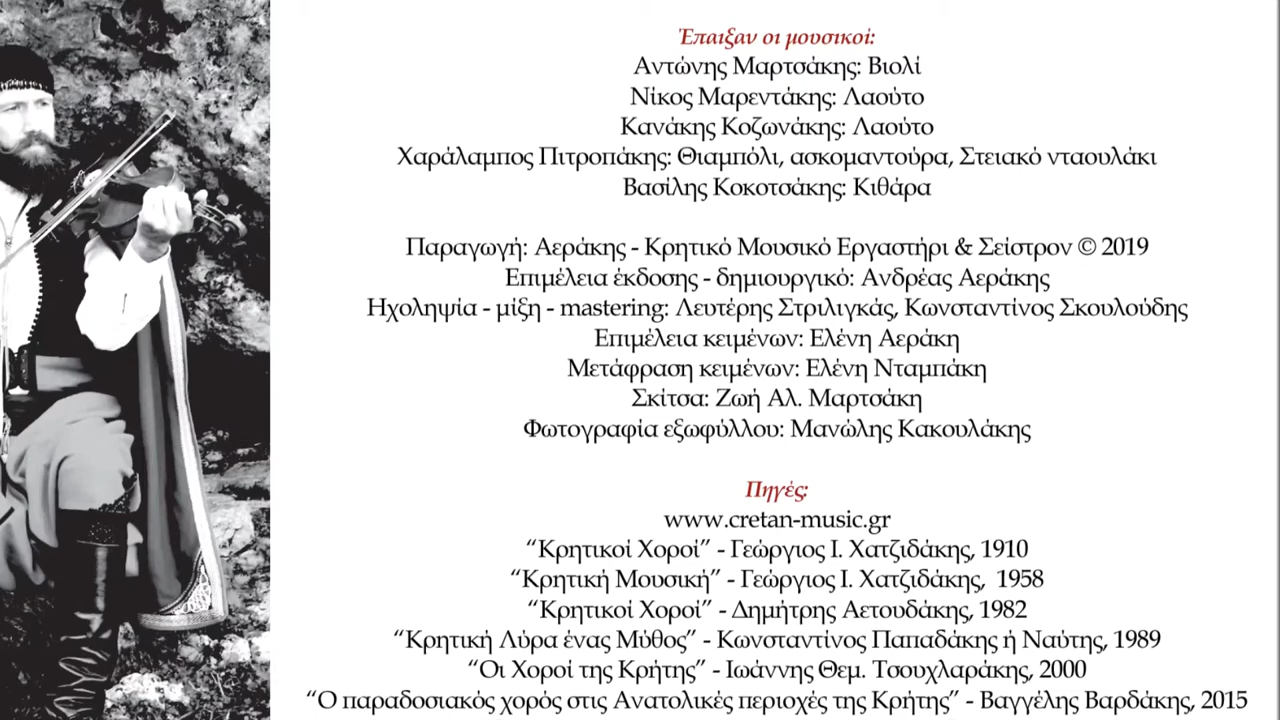 Έπαιξαν οι μουσικοί:
Αντώνης Μαρτσάκης: Βιολί
Νίκος Μαρεντάκης: Λαούτο
Κανάκης Κοζωνάκης: Λαούτο
Χαράλαμπος Πιτροπάκης: Θιαμπόλι, ασκομαντούρα, Στειακό νταουλάκι
Βασίλης Κοκοτσάκης: Κιθάρα
Παραγωγή: Αεράκης - Κρητικό Μουσικό Εργαστήρι & Σείστρον © 2019
Επιμέλεια έκδοσης - δημιουργικό: Ανδρέας Αεράκης
Ηχοληψία - μίξη - mastering: Λευτέρης Στριλιγκάς, Κωνσταντίνος Σκουλούδης
Επιμέλεια κειμένων: Ελένη Αεράκη
Μετάφραση κειμένων: Ελένη Νταμπάκη
Σκίτσα: Ζωή Αλ. Μαρτσάκη
Φωτογραφία εξωφύλλου: Μανώλης Κακουλάκης
Πηγές:
www.cretan-music.gr
“Κρητικοί Χοροί” - Γεώργιος Ι. Χατζιδάκης, 1910
“Κρητική Μουσική” - Γεώργιος Ι. Χατζιδάκης, 1958
“Κρητικοί Χοροί” - Δημήτρης Αετουδάκης, 1982
“Κρητική Λύρα ένας Μύθος” - Κωνσταντίνος Παπαδάκης ή Ναύτης, 1989
“Οι Χοροί της Κρήτης” - Ιωάννης Θεμ. Τσουχλαράκης, 2000
“Ο παραδοσιακός χορός στις Ανατολικές περιοχές της Κρήτης” - Βαγγέλης Βαρδάκης, 2015